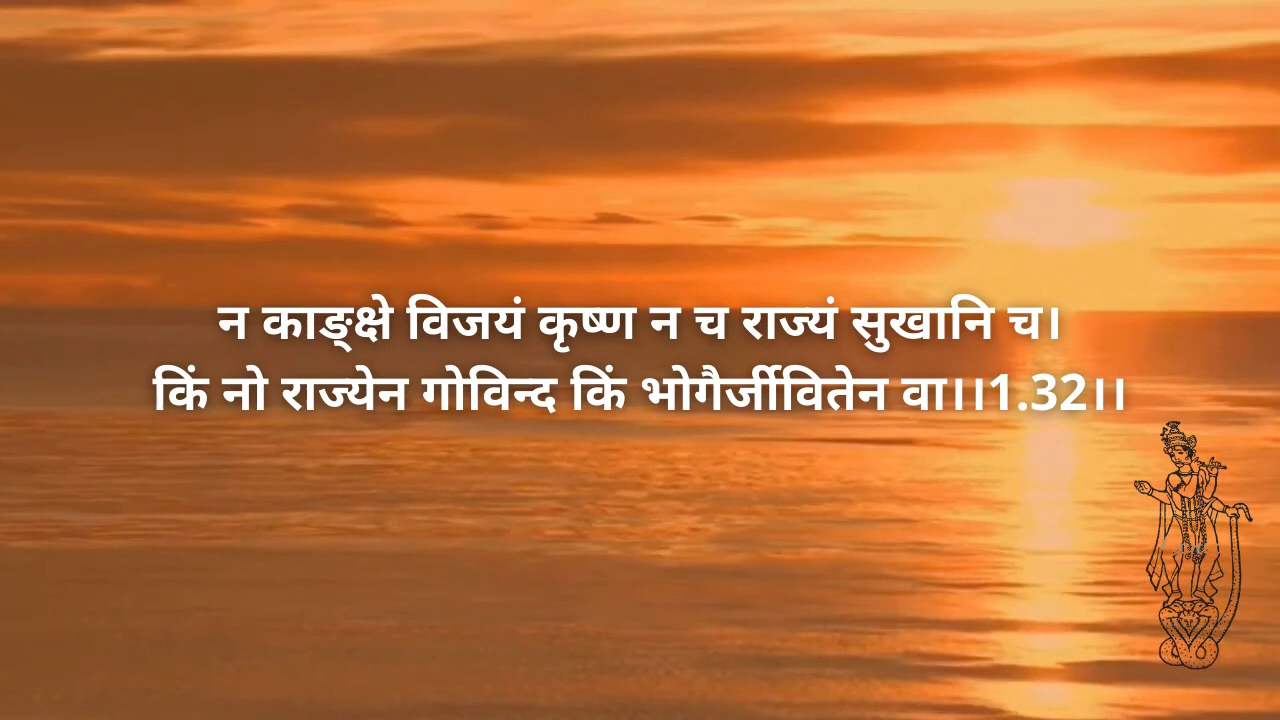 न काङ्क्षे विजयं कृष्ण न च राज्यं सुखानि च।
किं नो राज्येन गोविन्द किं भोगैर्जीवितेन वा।।1.32।।